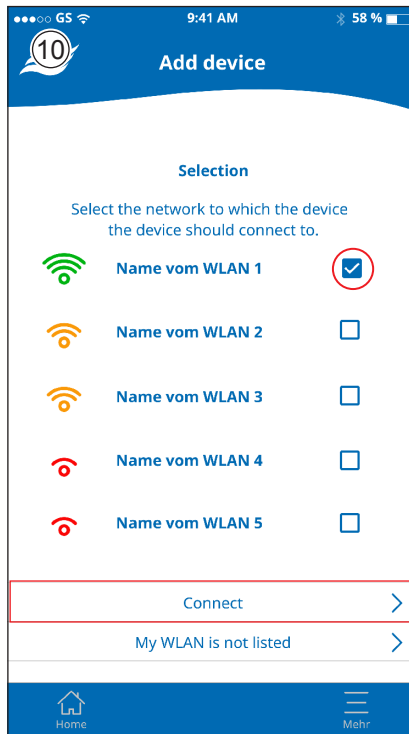 GS 9:41 AM 58 %
10
Add device
Selection
Select the network to which the device
the device should connect to.
Name vom WLAN 1
Name vom WLAN 2
Name vom WLAN 3
Name vom WLAN 4
Name vom WLAN 5
Connect
My WLAN is not listed
Home Mehr